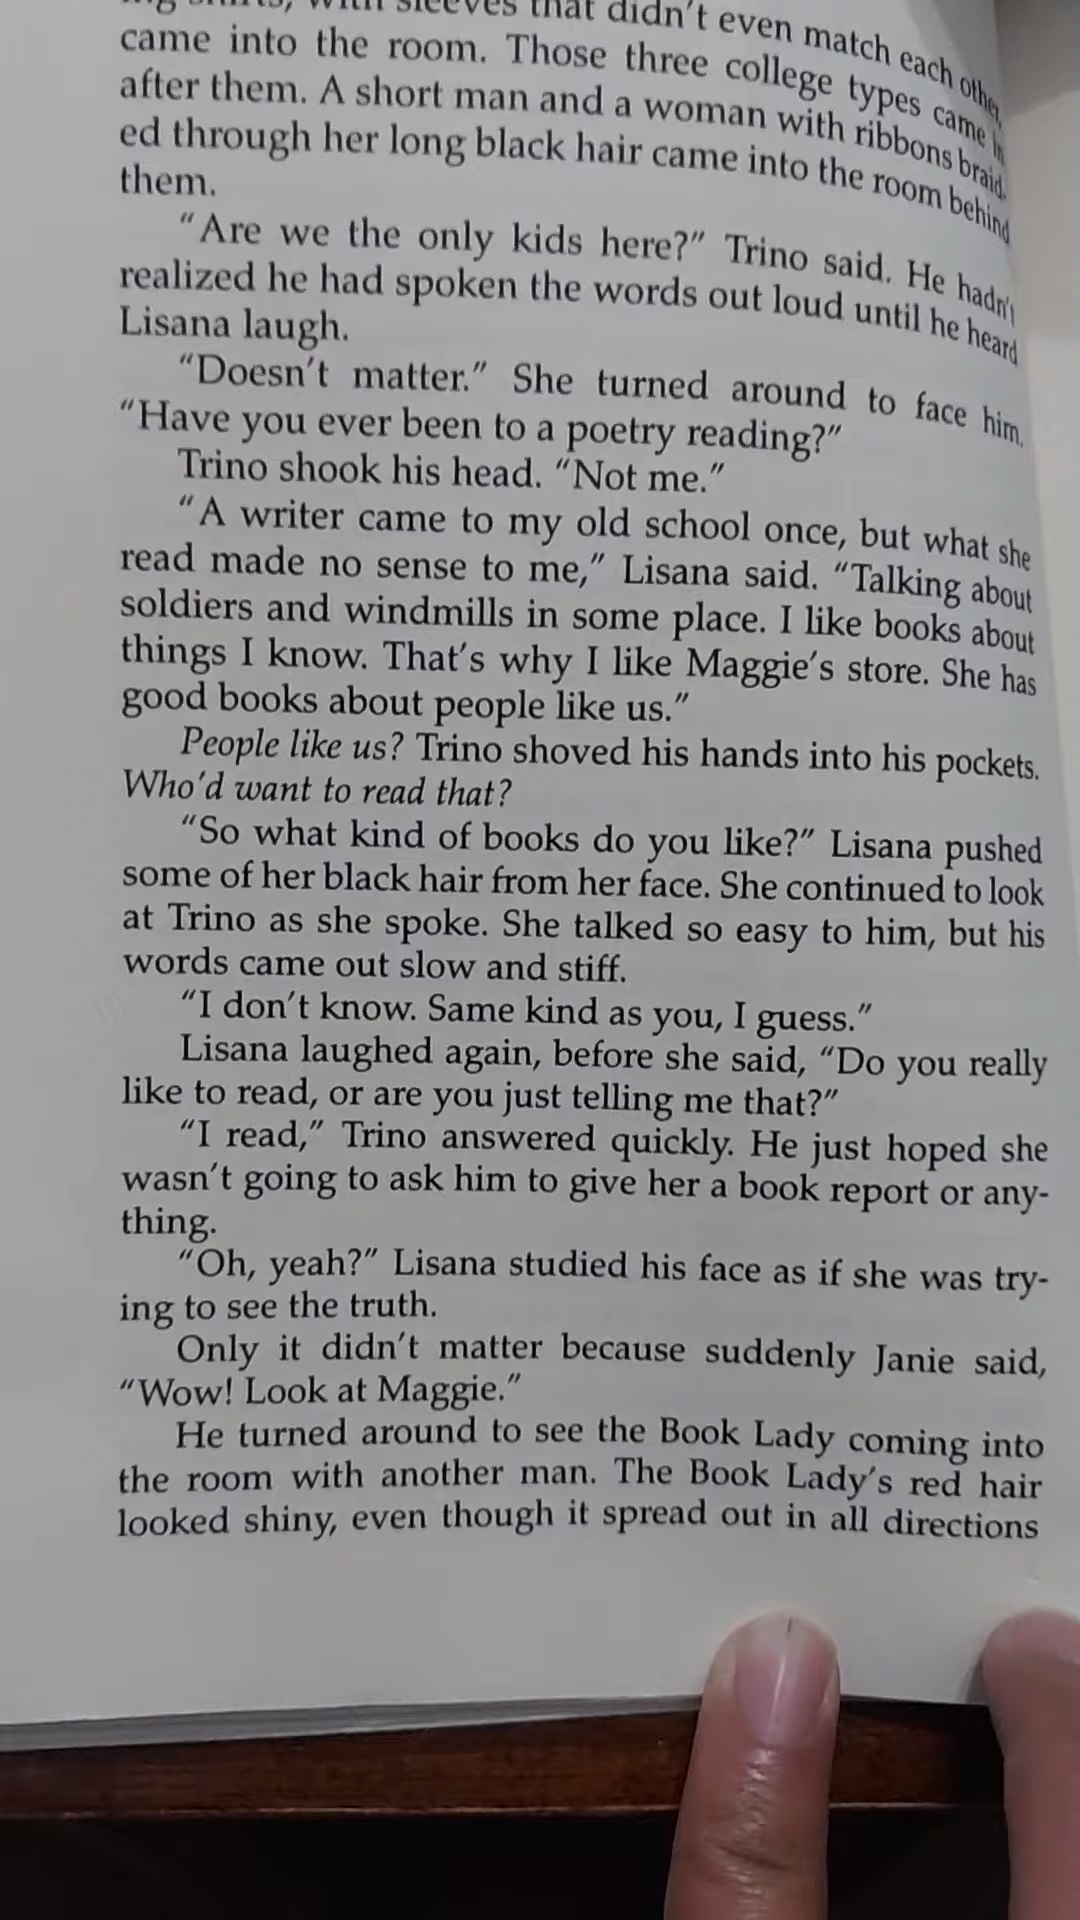 sleeves that didn't even match each other,
came into the room. Those three college types came in
after them. A short man and a woman with ribbons braid-
ed through her long black hair came into the room behind
them.
"Are we the only kids here?" Trino said. He hadn't
realized he had spoken the words out loud until he heard
Lisana laugh.
"Doesn't matter." She turned around to face him.
"Have you ever been to a poetry reading?"
Trino shook his head. "Not me."
"A writer came to my old school once, but what she
read made no sense to me," Lisana said. "Talking about
soldiers and windmills in some place. I like books about
things I know. That's why I like Maggie's store. She has
good books about people like us."
People like us? Trino shoved his hands into his pockets.
Who'd want to read that?
"So what kind of books do you like?" Lisana pushed
some of her black hair from her face. She continued to look
at Trino as she spoke. She talked so easy to him, but his
words came out slow and stiff.
"I don't know. Same kind as you, I guess."
Lisana laughed again, before she said, "Do you really
like to read, or are you just telling me that?"
"I read," Trino answered quickly. He just hoped she
wasn't going to ask him to give her a book report or any-
thing.
"Oh, yeah?" Lisana studied his face as if she was try-
ing to see the truth.
Only it didn't matter because suddenly Janie said,
"Wow! Look at Maggie."
He turned around to see the Book Lady coming into
the room with another man. The Book Lady's red hair
looked shiny, even though it spread out in all directions